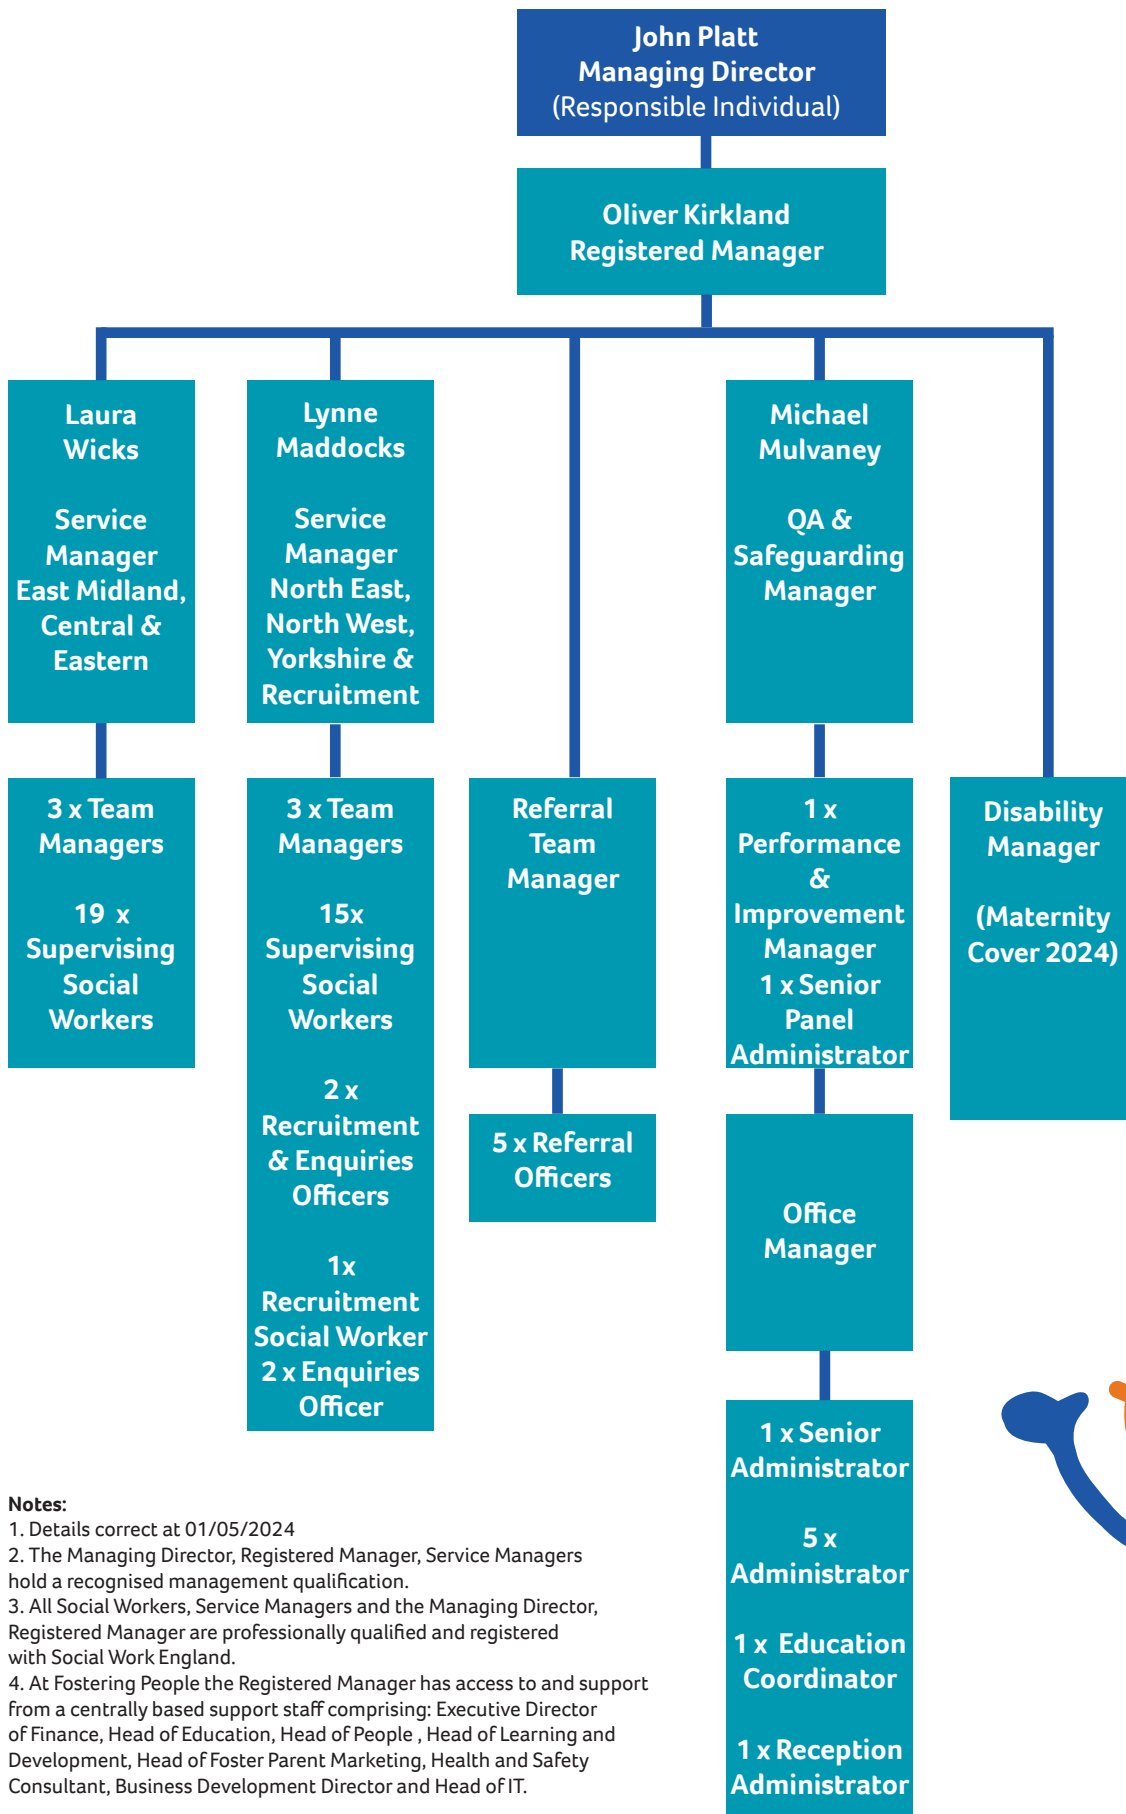 John Platt
Managing Director
(Responsible Individual)
Oliver Kirkland
Registered Manager
Laura
Wicks
Service
Manager
East Midland,
Central &
Eastern
Lynne
Maddocks
Service
Manager
North East,
North West,
Yorkshire &
Recruitment
Michael
Mulvaney
QA &
Safeguarding
Manager
3 x Team
Managers
19 x
Supervising
Social
Workers
3 x Team
Managers
15x
Supervising
Social
Workers
2 x
Recruitment
& Enquiries
Officers
1x
Recruitment
Social Worker
2 x Enquiries
Officer
Referral
Team
Manager
5 x Referral
Officers
1 x
Performance
&
Improvement
Manager
1 x Senior
Panel
Administrator
Office
Manager
1 x Senior
Administrator
5 x
Administrator
1 x Education
Coordinator
1 x Reception
Administrator
Disability
Manager
(Maternity
Cover 2024)
Notes:
1. Details correct at 01/05/2024
2. The Managing Director, Registered Manager, Service Managers
hold a recognised management qualification.
3. All Social Workers, Service Managers and the Managing Director,
Registered Manager are professionally qualified and registered
with Social Work England.
4. At Fostering People the Registered Manager has access to and support
from a centrally based support staff comprising: Executive Director
of Finance, Head of Education, Head of People , Head of Learning and
Development, Head of Foster Parent Marketing, Health and Safety
Consultant, Business Development Director and Head of IT.